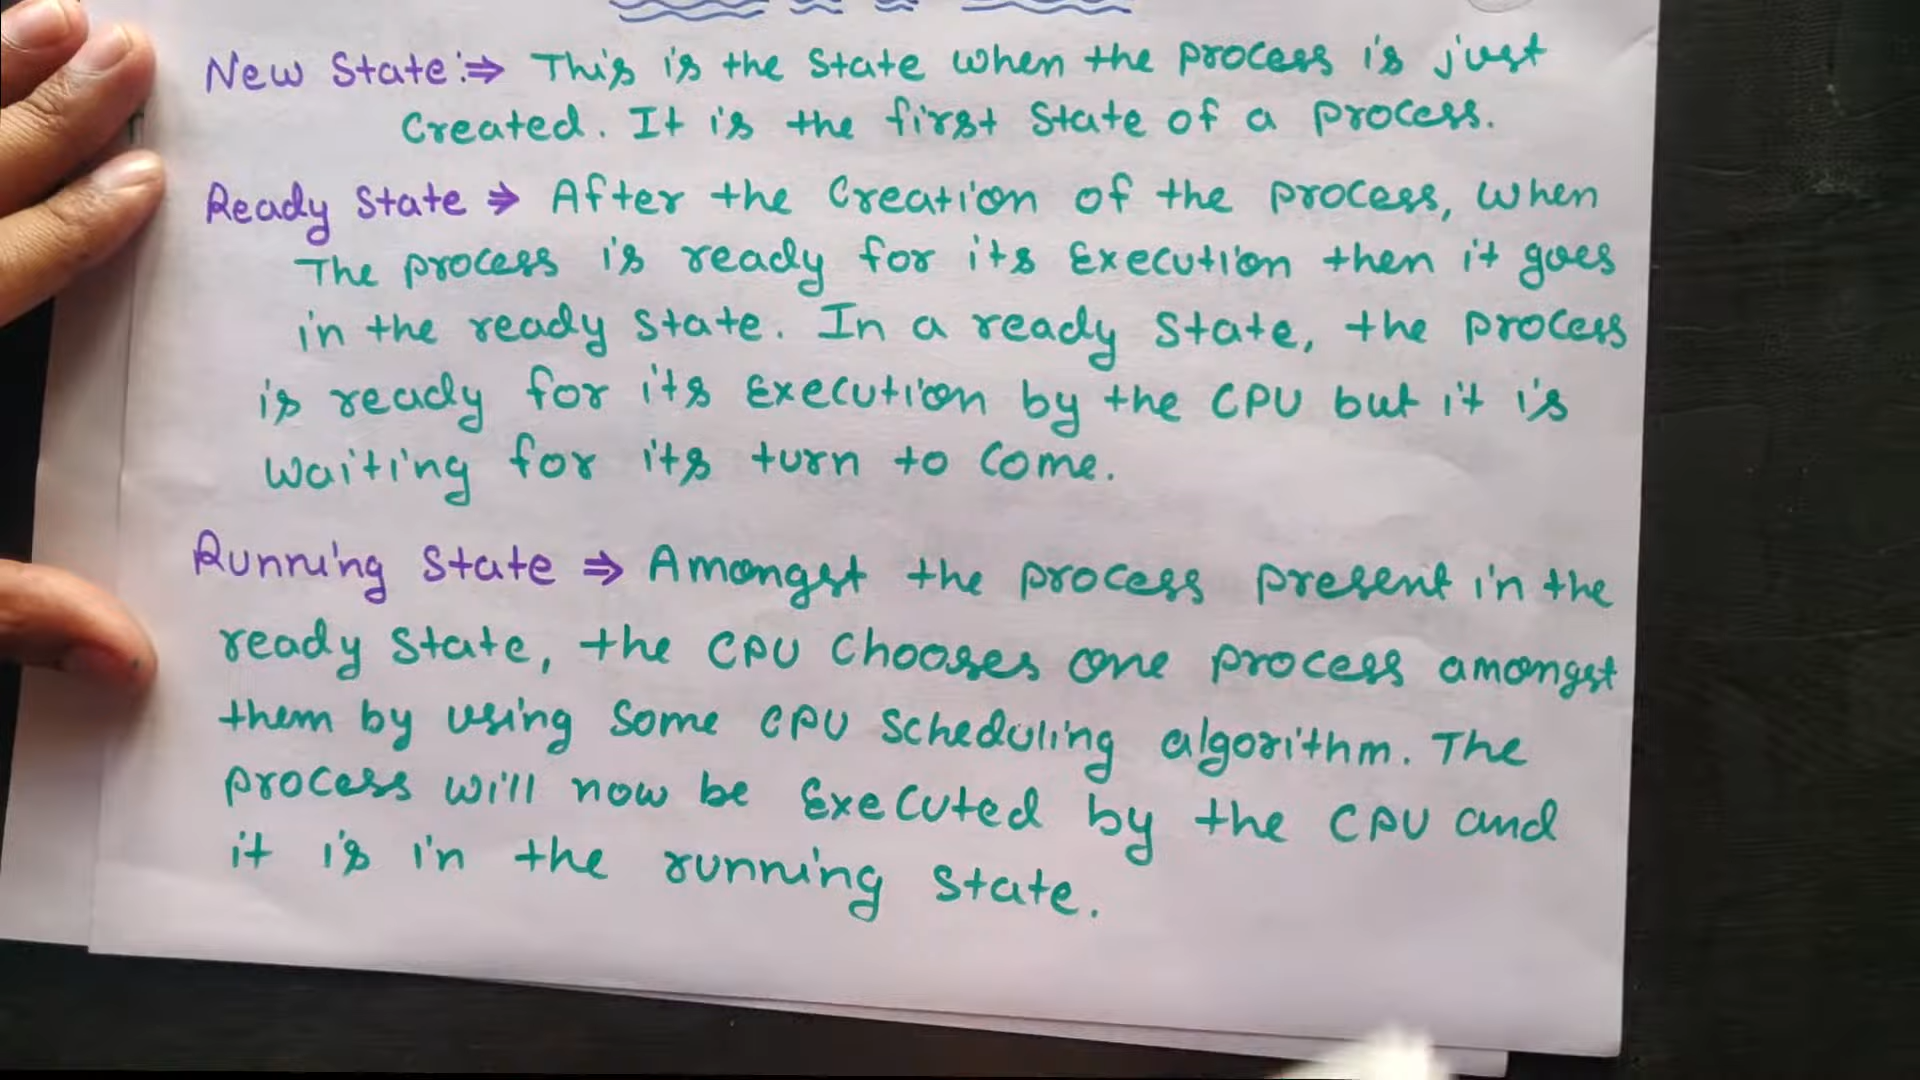 New State :⇒ This is the State when the process is just
Created. It is the first State of a process.
Ready State ⇒ After the Creation of the process, when
The process is ready for its Execution then it goes
in the ready state. In a ready State, the process
is ready for its Execution by the CPU but it is
waiting for its turn to Come.
Running State ⇒ Amongst the process present in the
ready State, the CPU Chooses one process amongst
them by using Some CPU Scheduling algorithm. The
process will now be Executed by the CPU and
it is in the running State.